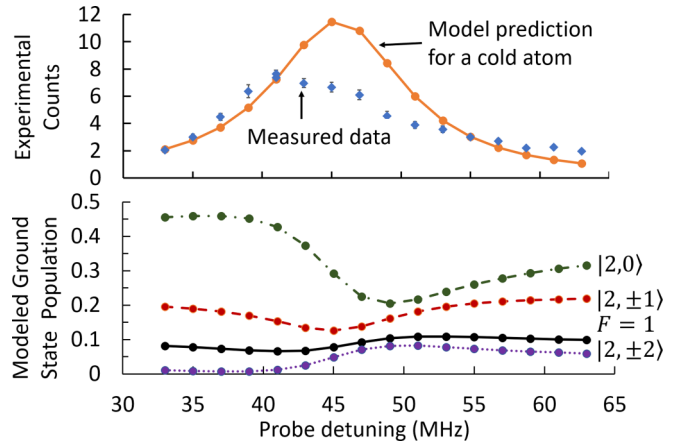 12
10
8
6
4
2
0
Experimental
Counts
Model prediction
for a cold atom
Measured data
0.5
0.4
0.3
0.2
0.1
0
Modeled Ground
State Population
|2,0⟩
|2, ±1⟩
F = 1
|2, ±2⟩
30 35 40 45 50 55 60 65
Probe detuning (MHz)